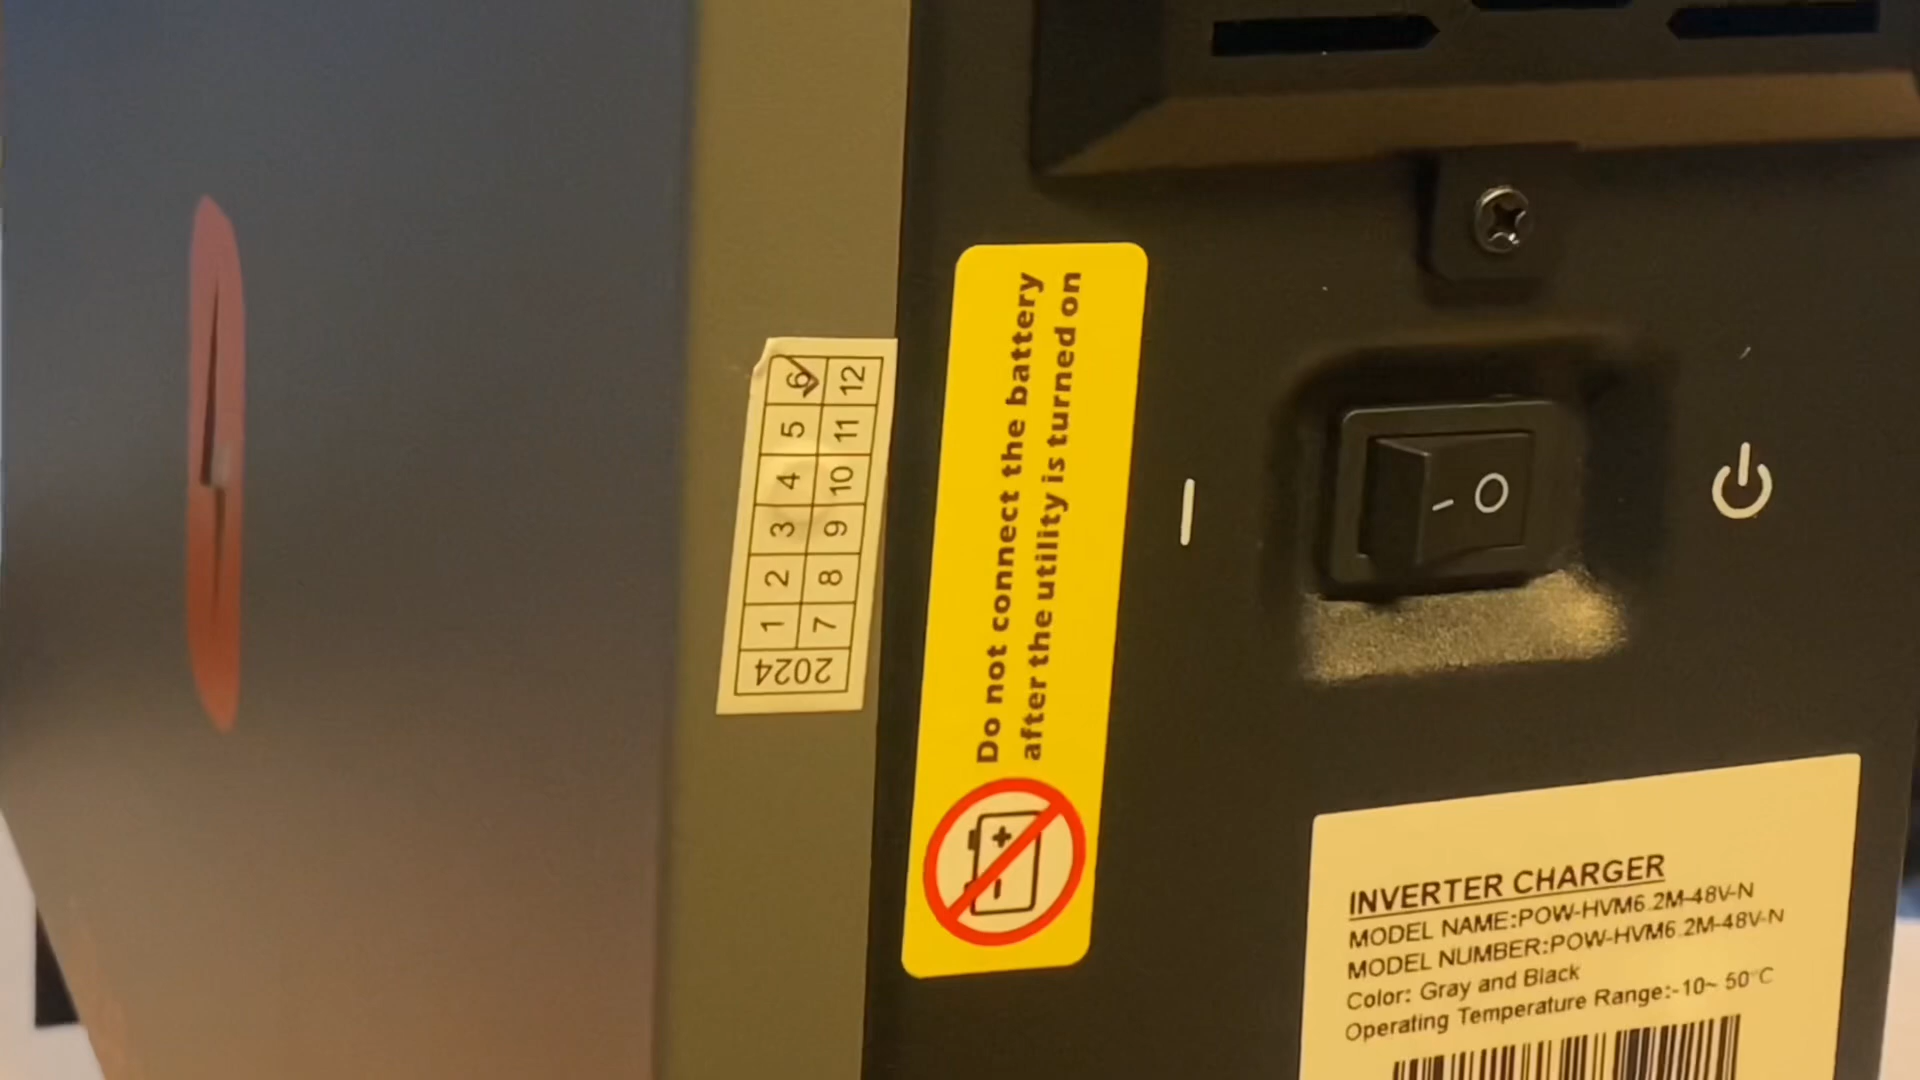 2024
1 2 3 4 5 6
7 8 9 10 11 12
Do not connect the battery
after the utility is turned on
+
-
I
- O
INVERTER CHARGER
MODEL NAME:POW-HVM6.2M-48V-N
MODEL NUMBER:POW-HVM6.2M-48V-N
Color: Gray and Black
Operating Temperature Range:-10~ 50°C